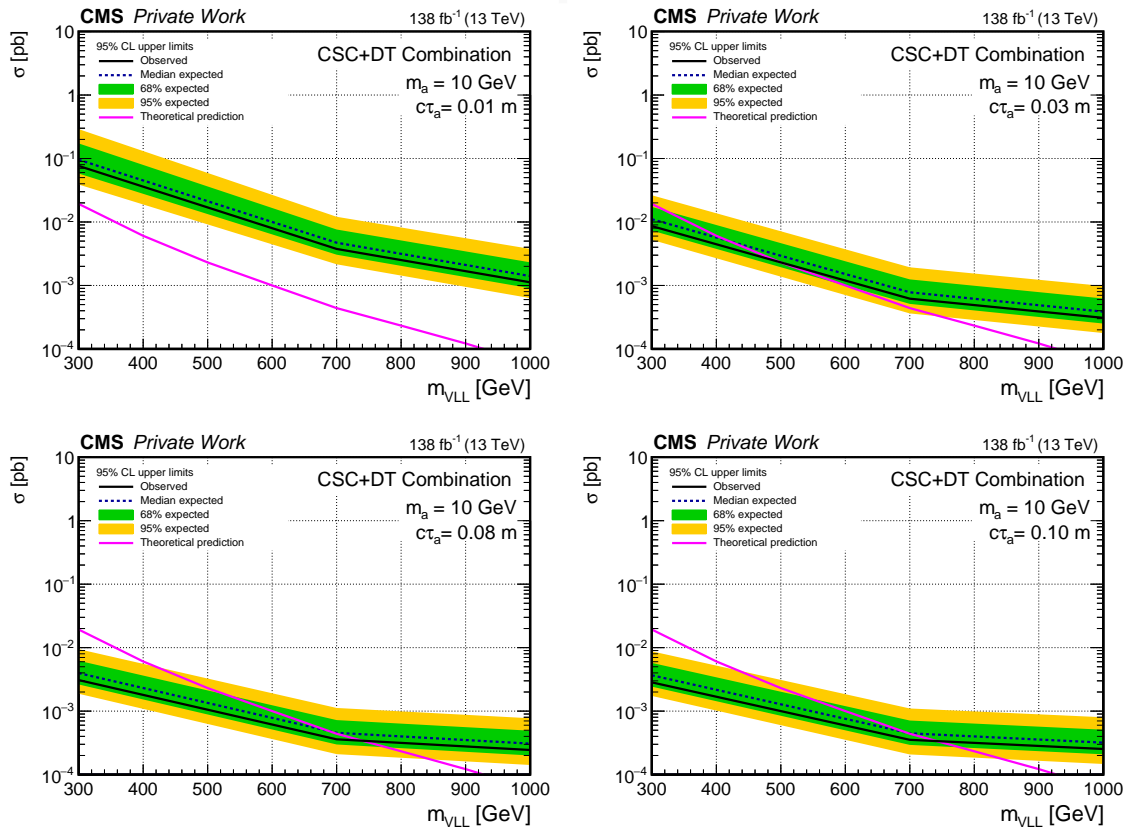 CMS Private Work 138 fb⁻¹ (13 TeV)
σ [pb]
10
1
10⁻¹
10⁻²
10⁻³
10⁻⁴
95% CL upper limits
Observed
Median expected
68% expected
95% expected
Theoretical prediction
CSC+DT Combination
mₐ = 10 GeV
cτₐ= 0.01 m
300 400 500 600 700 800 900 1000
m_VLL [GeV]
CMS Private Work 138 fb⁻¹ (13 TeV)
σ [pb]
10
1
10⁻¹
10⁻²
10⁻³
10⁻⁴
95% CL upper limits
Observed
Median expected
68% expected
95% expected
Theoretical prediction
CSC+DT Combination
mₐ = 10 GeV
cτₐ= 0.03 m
300 400 500 600 700 800 900 1000
m_VLL [GeV]
CMS Private Work 138 fb⁻¹ (13 TeV)
σ [pb]
10
1
10⁻¹
10⁻²
10⁻³
10⁻⁴
95% CL upper limits
Observed
Median expected
68% expected
95% expected
Theoretical prediction
CSC+DT Combination
mₐ = 10 GeV
cτₐ= 0.08 m
300 400 500 600 700 800 900 1000
m_VLL [GeV]
CMS Private Work 138 fb⁻¹ (13 TeV)
σ [pb]
10
1
10⁻¹
10⁻²
10⁻³
10⁻⁴
95% CL upper limits
Observed
Median expected
68% expected
95% expected
Theoretical prediction
CSC+DT Combination
mₐ = 10 GeV
cτₐ= 0.10 m
300 400 500 600 700 800 900 1000
m_VLL [GeV]